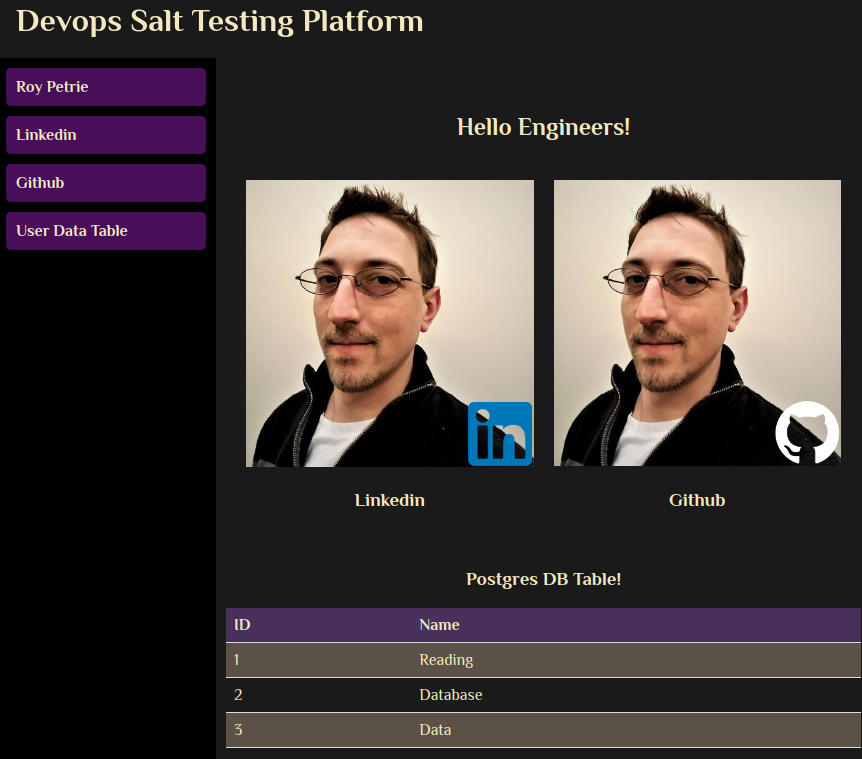 Devops Salt Testing Platform
Roy Petrie
Linkedin
Github
User Data Table
Hello Engineers!
in
Linkedin
Github
Postgres DB Table!
ID Name
1 Reading
2 Database
3 Data